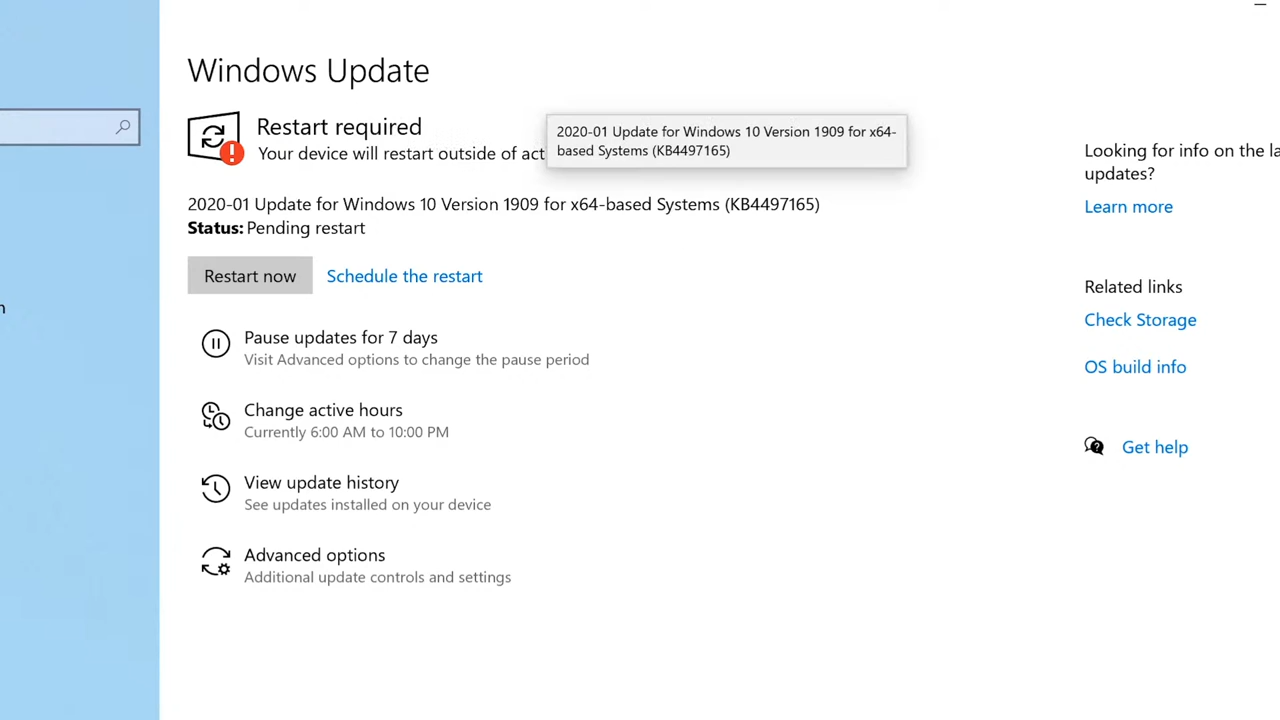 Windows Update
Restart required
Your device will restart outside of
2020-01 Update for Windows 10 Version 1909 for x64-
based Systems (KB4497165)
2020-01 Update for Windows 10 Version 1909 for x64-based Systems (KB4497165)
Status: Pending restart
Restart now
Schedule the restart
Pause updates for 7 days
Visit Advanced options to change the pause period
Change active hours
Currently 6:00 AM to 10:00 PM
View update history
See updates installed on your device
Advanced options
Additional update controls and settings
Looking for info on the
updates?
Learn more
Related links
Check Storage
OS build info
Get help